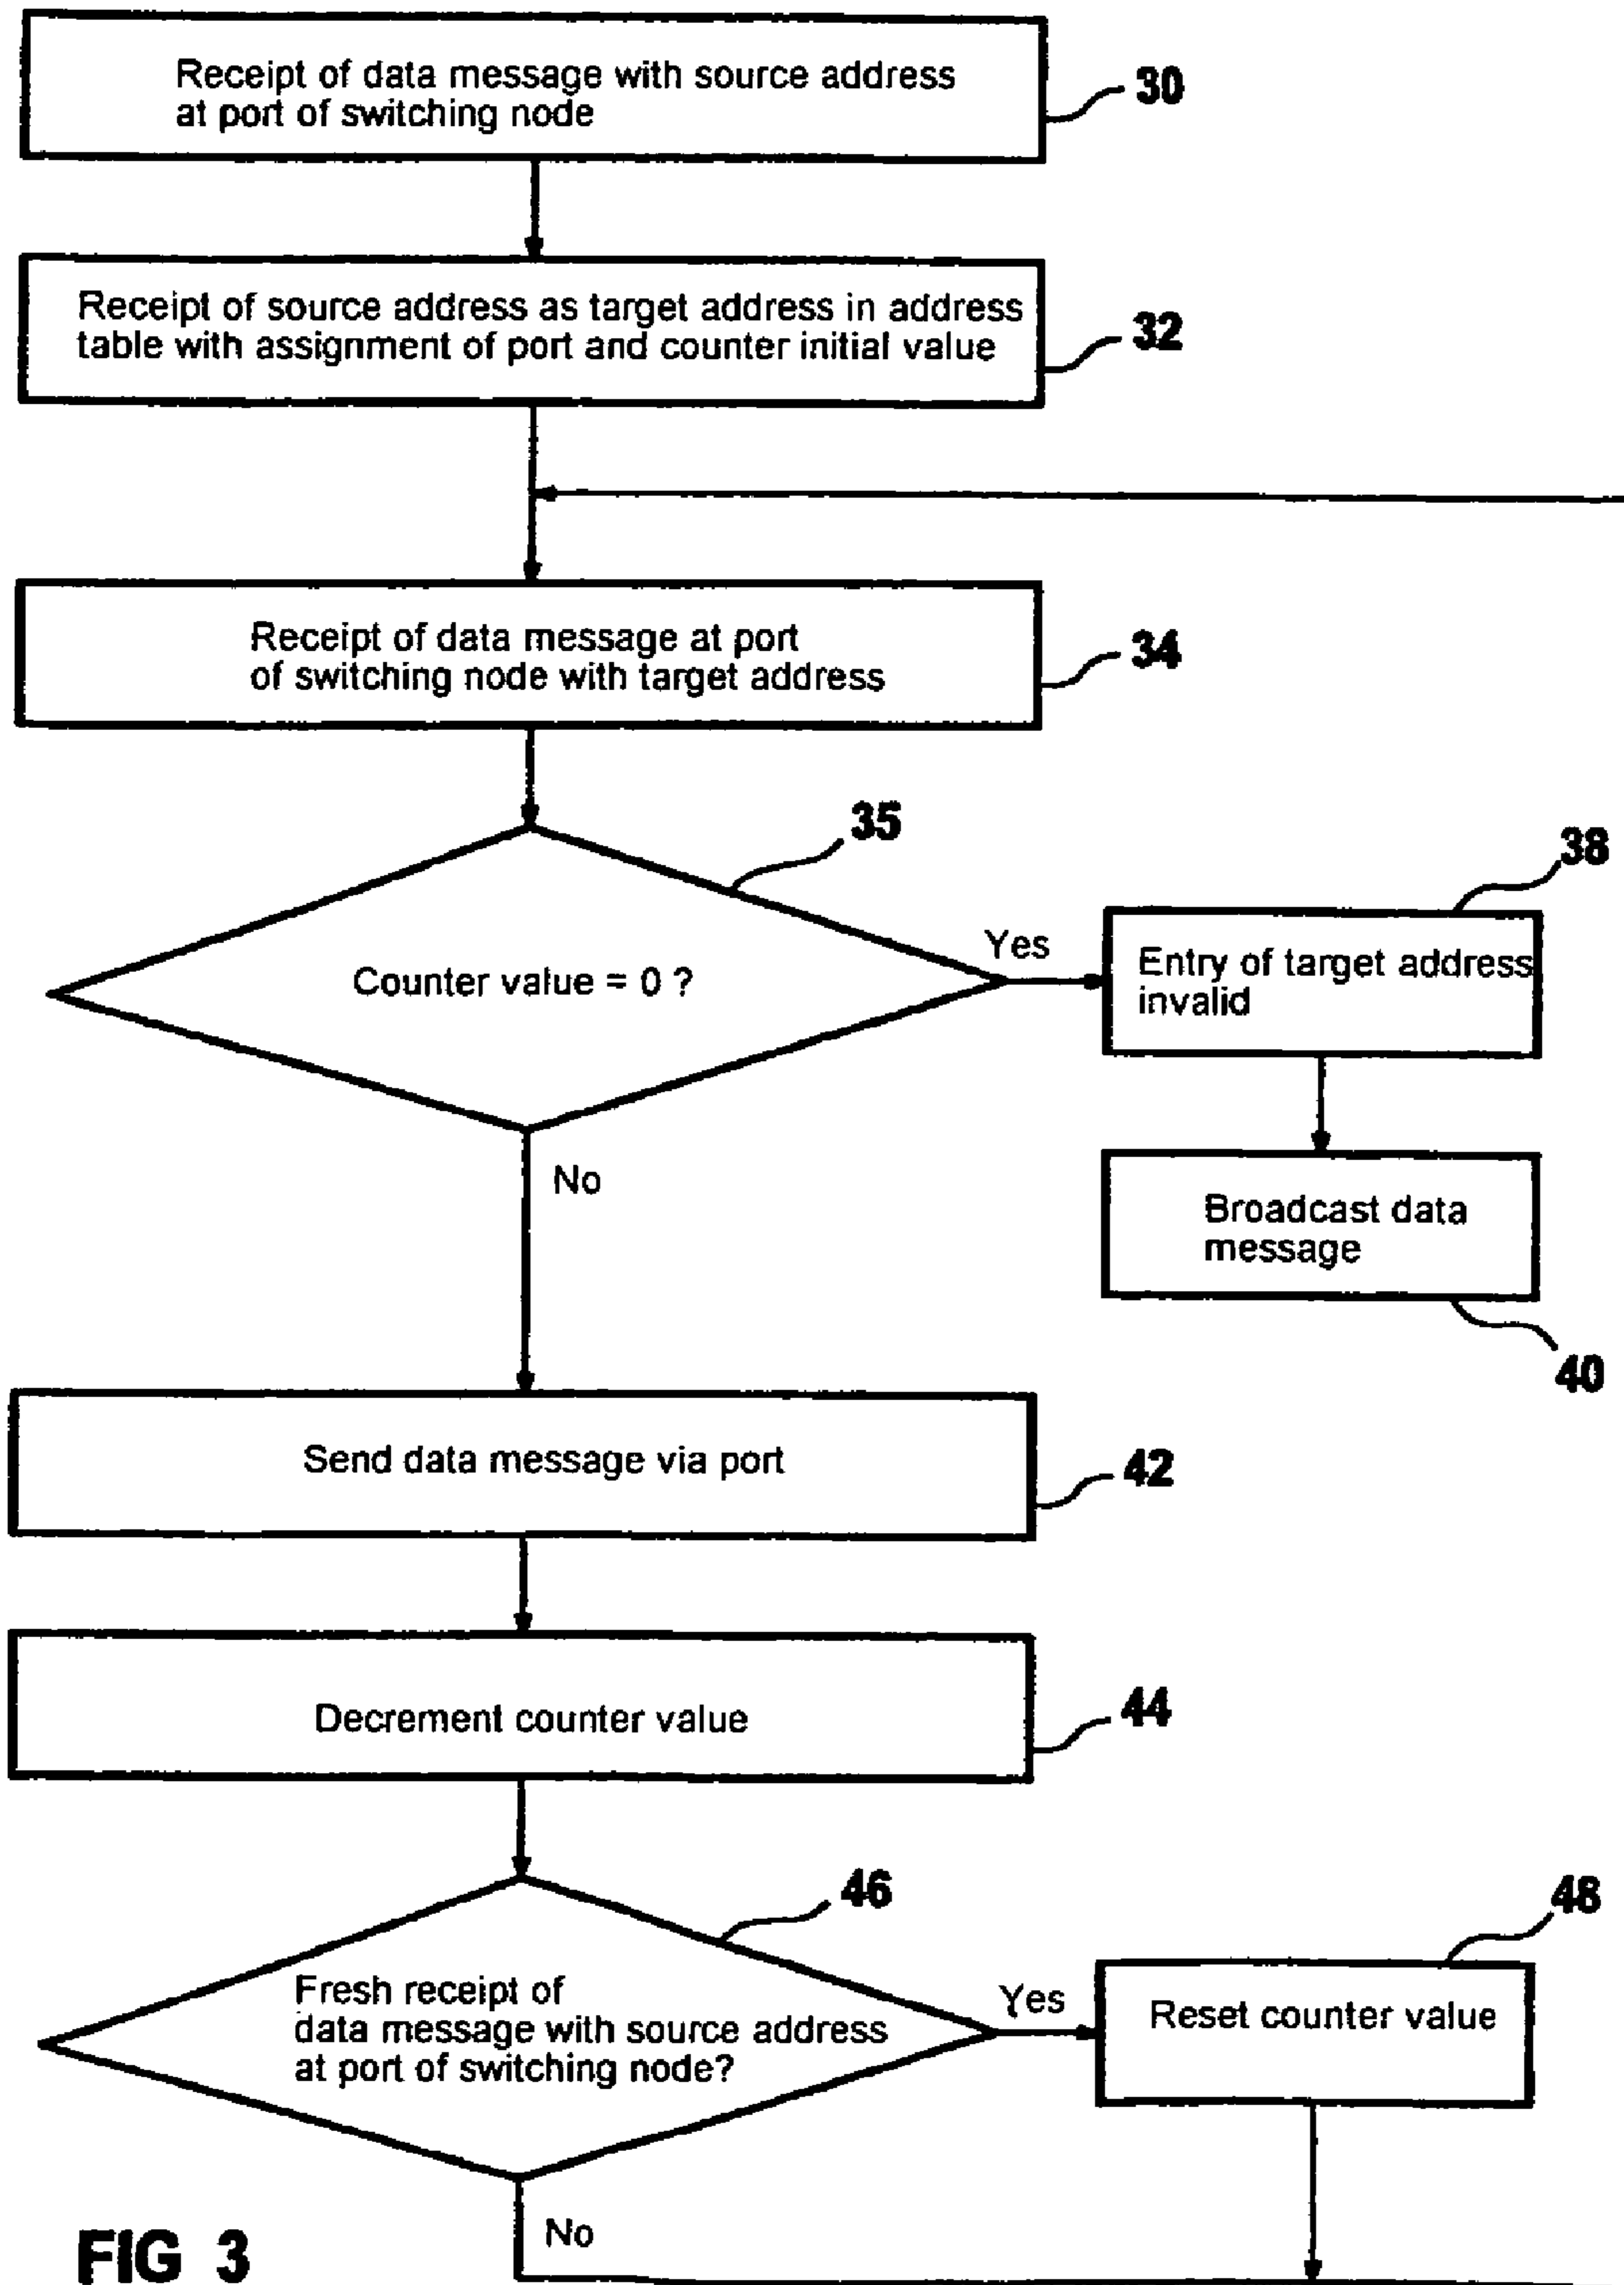 Receipt of data message with source address
at port of switching node
30
Receipt of source address as target address in address
table with assignment of port and counter initial value
32
Receipt of data message at port
of switching node with target address
34
35
Counter value = 0 ?
Yes
38
Entry of target address
invalid
No
Broadcast data
message
40
Send data message via port
42
Decrement counter value
44
46
Fresh receipt of
data message with source address
at port of switching node?
Yes
48
Reset counter value
No
FIG 3